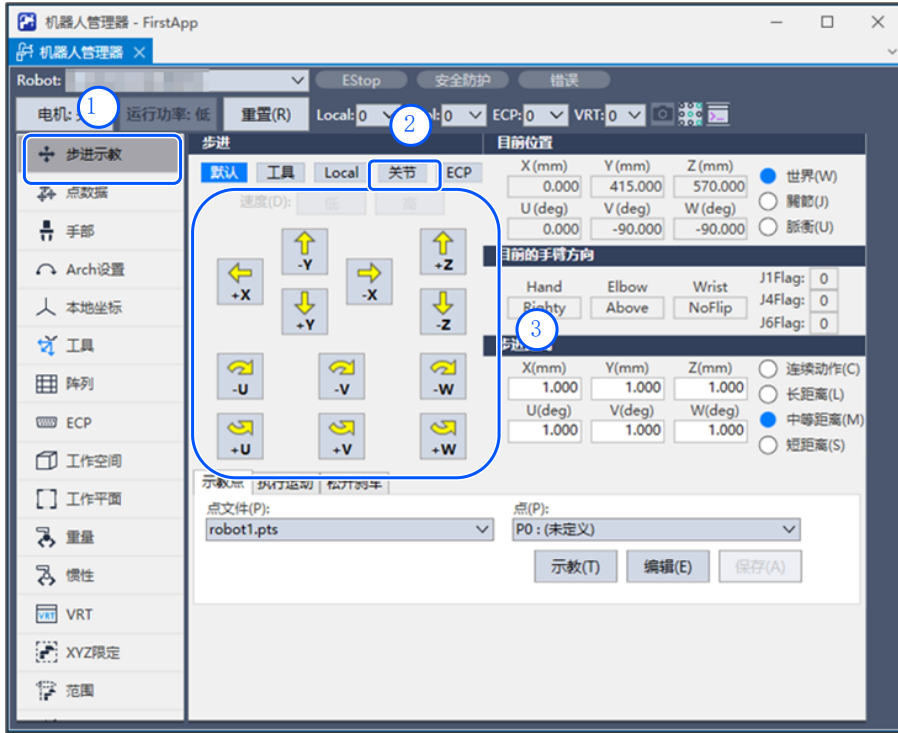 机器人管理器 - FirstApp
机器人管理器
Robot:
EStop 安全防护 错误
电机: 运行功率: 低 重置(R) Local: 0 0 ECP: 0 VRT: 0
1
2
步进示教
点数据
手部
Arch设置
本地坐标
工具
阵列
ECP
工作空间
工作平面
重量
惯性
VRT
XYZ限定
范围
步进
默认 工具 Local 关节 ECP
速度(D): 低 高
-Y +Z
+X -X
+Y -Z
-U -V -W
+U +V +W
目前位置
X(mm) Y(mm) Z(mm)
0.000 415.000 570.000
U(deg) V(deg) W(deg)
0.000 -90.000 -90.000
世界(W)
關節(J)
脈衝(U)
目前的手臂方向
Hand Elbow Wrist
Righty Above NoFlip
J1Flag: 0
J4Flag: 0
J6Flag: 0
3
步进
X(mm) Y(mm) Z(mm)
1.000 1.000 1.000
U(deg) V(deg) W(deg)
1.000 1.000 1.000
连续动作(C)
长距离(L)
中等距离(M)
短距离(S)
示教点 执行运动 松开刹车
点文件(P):
robot1.pts
点(P):
P0 : (未定义)
示教(T) 编辑(E) 保存(A)